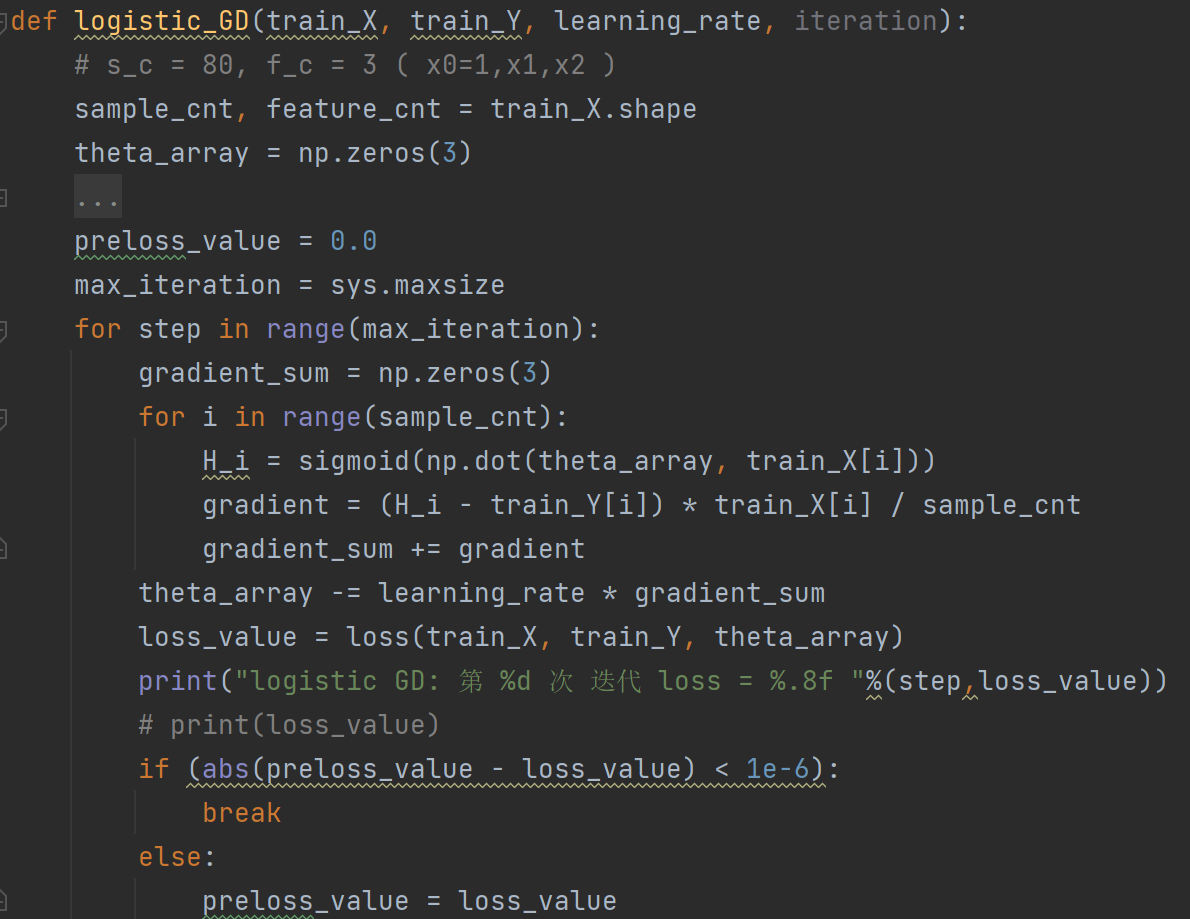 def logistic_GD(train_X, train_Y, learning_rate, iteration):
    # s_c = 80, f_c = 3 ( x0=1,x1,x2 )
    sample_cnt, feature_cnt = train_X.shape
    theta_array = np.zeros(3)
    ...
    preloss_value = 0.0
    max_iteration = sys.maxsize
    for step in range(max_iteration):
        gradient_sum = np.zeros(3)
        for i in range(sample_cnt):
            H_i = sigmoid(np.dot(theta_array, train_X[i]))
            gradient = (H_i - train_Y[i]) * train_X[i] / sample_cnt
            gradient_sum += gradient
        theta_array -= learning_rate * gradient_sum
        loss_value = loss(train_X, train_Y, theta_array)
        print("logistic GD: 第 %d 次 迭代 loss = %.8f "%(step,loss_value))
        # print(loss_value)
        if (abs(preloss_value - loss_value) < 1e-6):
            break
        else:
            preloss_value = loss_value